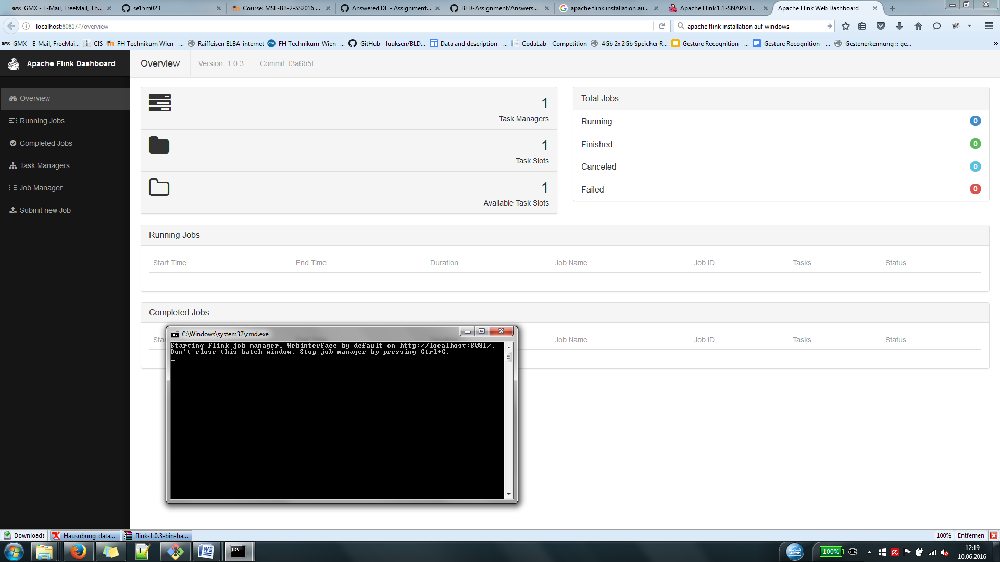 GMX - E-Mail, FreeMail, Th...
se15m023
Course: MSE-BB-2-SS2016 ...
Answered DE - Assignment...
BLD-Assignment/Answers....
apache flink installation au...
Apache Flink 1.1-SNAPSH...
Apache Flink Web Dashboard
localhost:8081/#/overview
apache flink installation auf windows
GMX GMX - E-Mail, FreeMai...
CIS
FH Technikum Wien - ...
Raiffeisen ELBA-internet
FH Technikum-Wien -...
GitHub - luuksen/BLD...
Data and description - ...
CodaLab - Competition
4Gb 2x 2Gb Speicher R...
Gesture Recognition - ...
Gesture Recognition - ...
Gestenerkennung :: ge...
Apache Flink Dashboard
Overview
Version: 1.0.3
Commit: f3a6b5f
Overview
Running Jobs
Completed Jobs
Task Managers
Job Manager
Submit new Job
1
Task Managers
1
Task Slots
1
Available Task Slots
Total Jobs
Running 0
Finished 0
Canceled 0
Failed 0
Running Jobs
Start Time End Time Duration Job Name Job ID Tasks Status
Completed Jobs
Job Name Job ID Tasks Status
C:\Windows\system32\cmd.exe
Starting Flink job manager. Webinterface by default on http://localhost:8081/.
Don't close this batch window. Stop job manager by pressing Ctrl+C.
Downloads
Hausübung_data...
flink-1.0.3-bin-ha...
100%
Entfernen
100%
12:19
10.06.2016